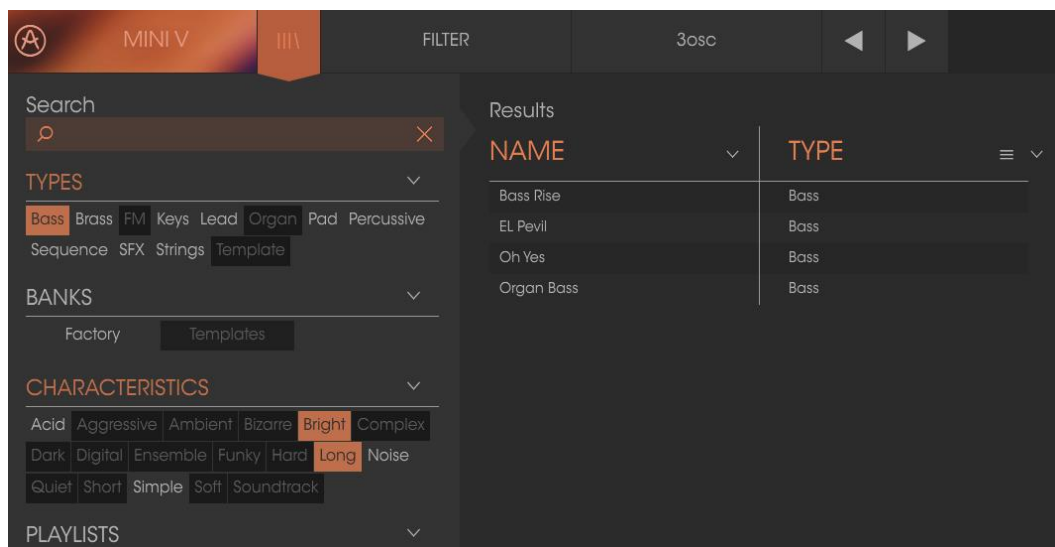 MINI V FILTER 3osc
Search
TYPES
Bass Brass FM Keys Lead Organ Pad Percussive
Sequence SFX Strings Template
BANKS
Factory Templates
CHARACTERISTICS
Acid Aggressive Ambient Bizarre Bright Complex
Dark Digital Ensemble Funky Hard Long Noise
Quiet Short Simple Soft Soundtrack
PLAYLISTS
Results
NAME TYPE
Bass Rise Bass
EL Pevil Bass
Oh Yes Bass
Organ Bass Bass